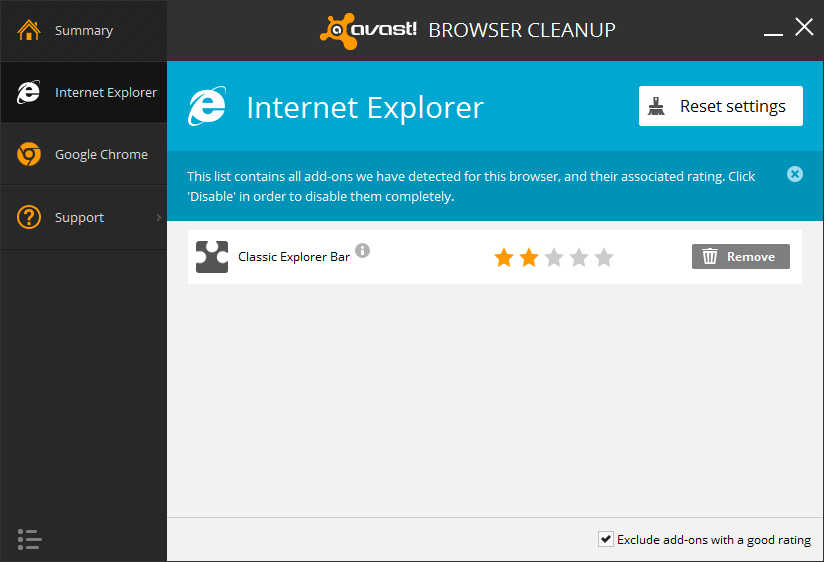 Summary
avast! BROWSER CLEANUP
Internet Explorer
Google Chrome
Support
Internet Explorer
Reset settings
This list contains all add-ons we have detected for this browser, and their associated rating. Click
'Disable' in order to disable them completely.
Classic Explorer Bar
Remove
Exclude add-ons with a good rating